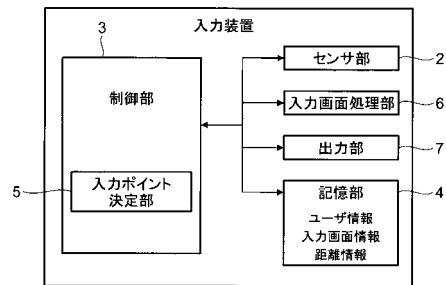 入力装置
3
制御部
5
入力ポイント
決定部
センサ部
2
入力画面処理部
6
出力部
7
記憶部
4
ユーザ情報
入力画面情報
距離情報